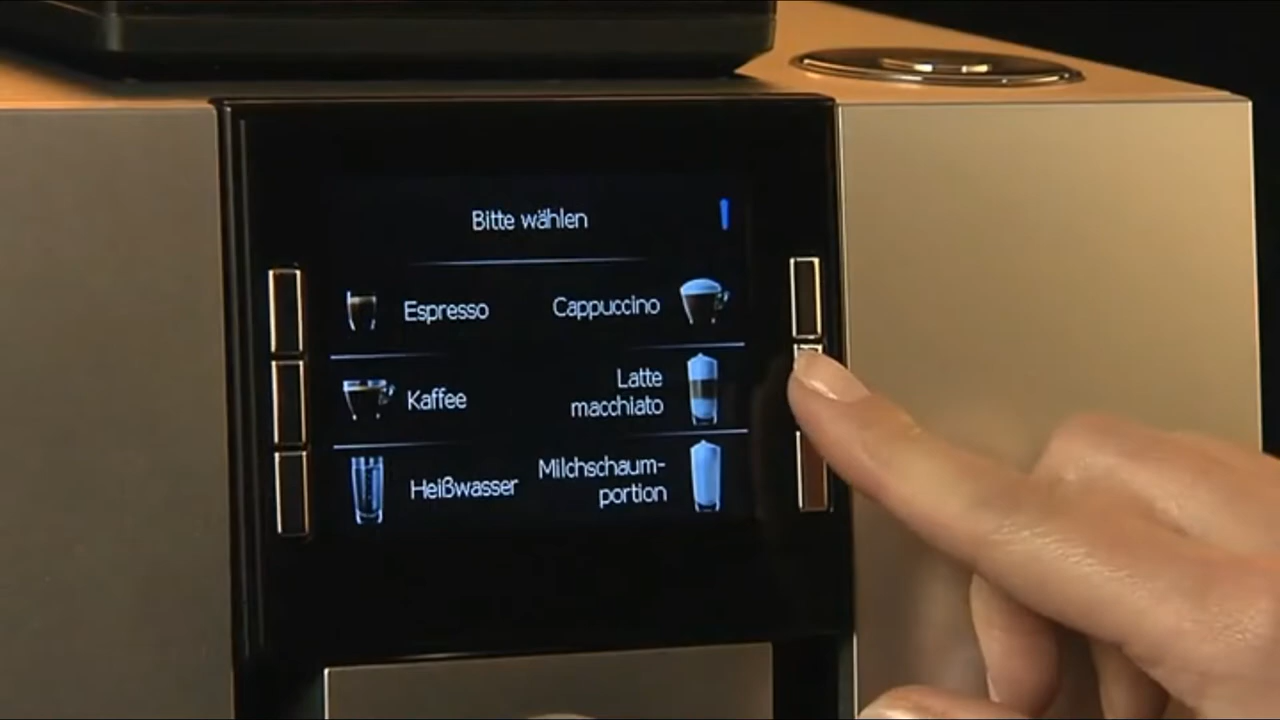 Bitte wählen
Espresso
Cappuccino
Kaffee
Latte
macchiato
Heißwasser
Milchschaum-
portion